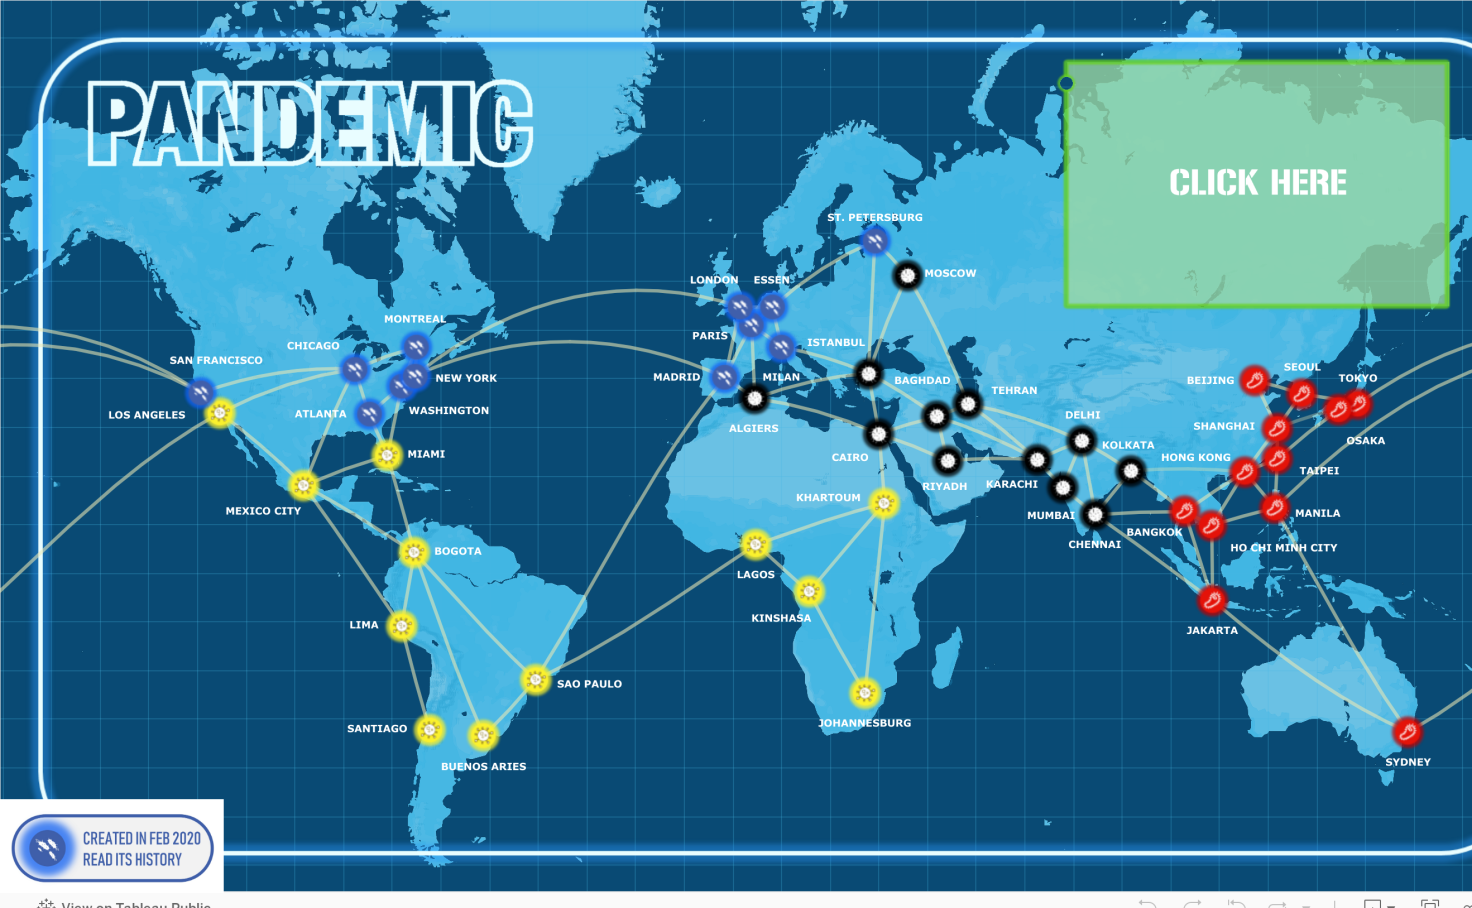 PANDEMIC
CLICK HERE
ST. PETERSBURG
MOSCOW
LONDON
ESSEN
MONTREAL
PARIS
ISTANBUL
CHICAGO
SAN FRANCISCO
SEOUL
MADRID
MILAN
NEW YORK
BAGHDAD
TEHRAN
BEIJING
TOKYO
LOS ANGELES
ATLANTA
WASHINGTON
ALGIERS
DELHI
SHANGHAI
OSAKA
MIAMI
CAIRO
KOLKATA
HONG KONG
TAIPEI
RIYADH
KARACHI
MEXICO CITY
KHARTOUM
MUMBAI
MANILA
CHENNAI
BANGKOK
HO CHI MINH CITY
BOGOTA
LAGOS
LIMA
KINSHASA
JAKARTA
SAO PAULO
SANTIAGO
JOHANNESBURG
BUENOS ARIES
SYDNEY
CREATED IN FEB 2020
READ ITS HISTORY
View on Tableau Public